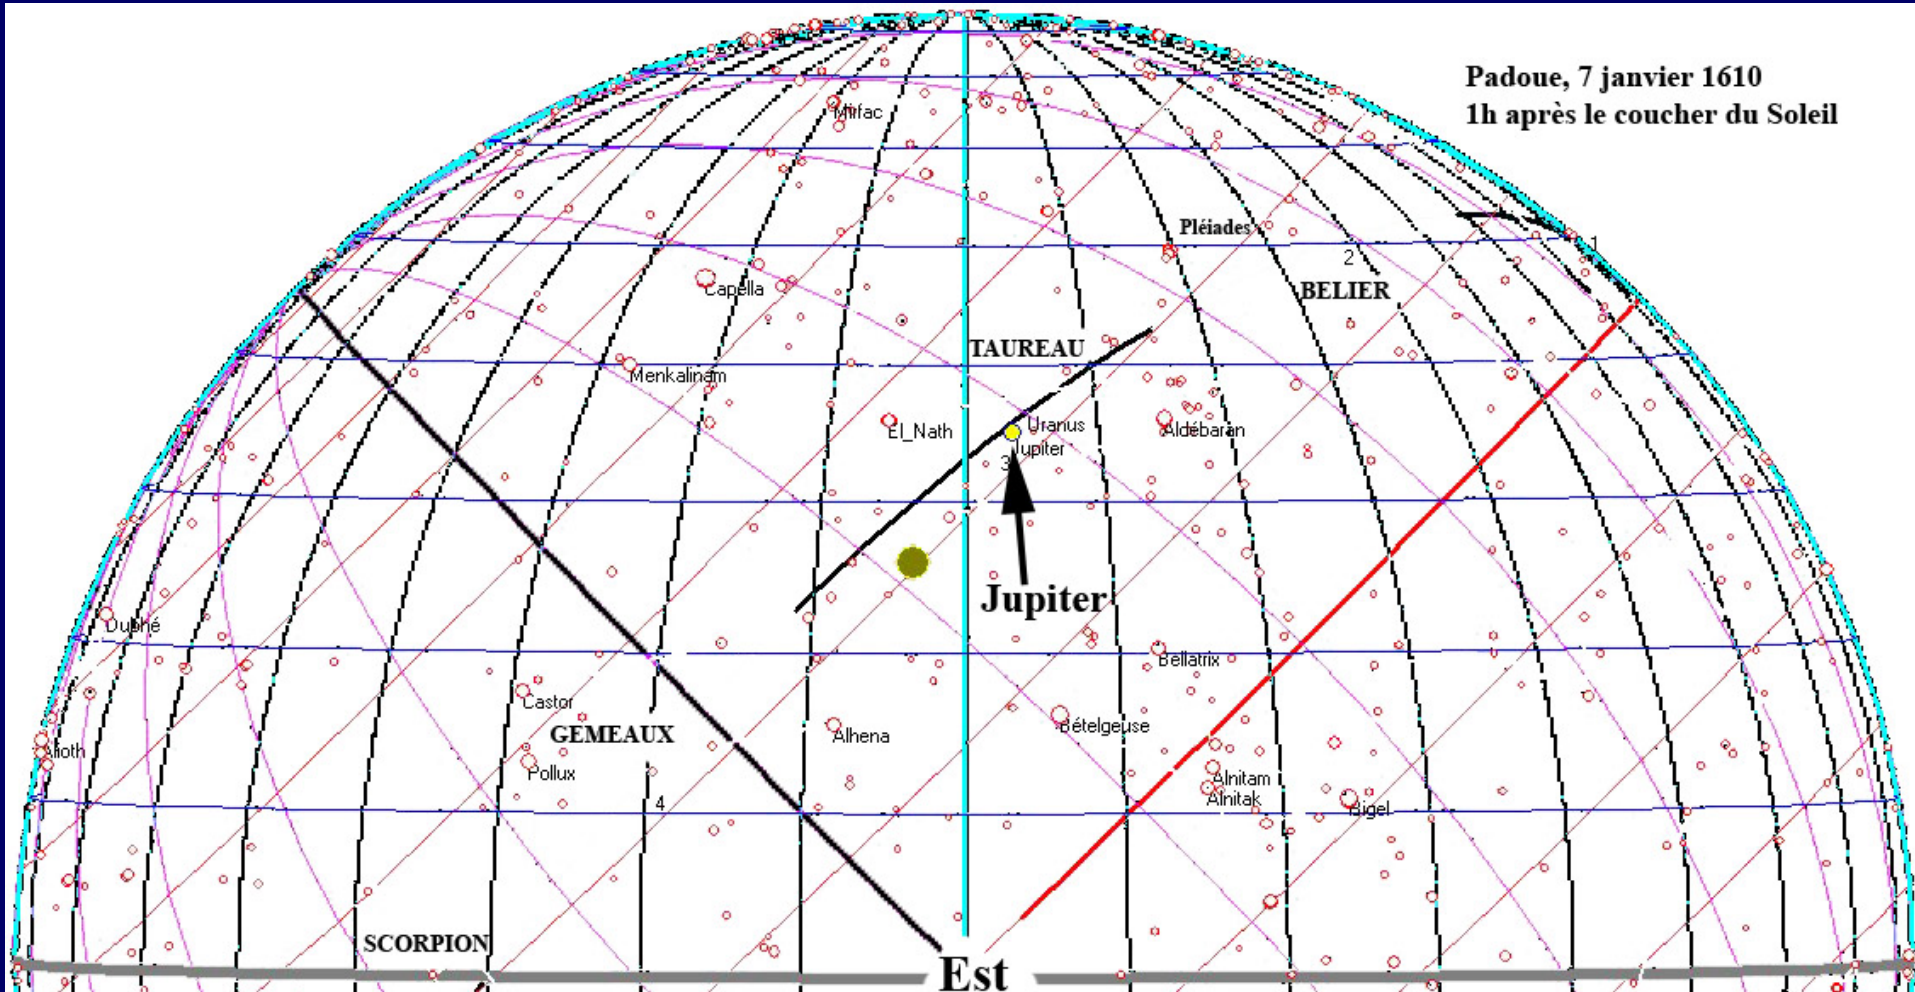 Padoue, 7 janvier 1610
1h après le coucher du Soleil
Mirfac
Pléiades
1
2
Capella
BELIER
TAUREAU
Menkalinam
El_Nath
Uranus
Aldébaran
Jupiter
3
8
Jupiter
Dubhé
Bellatrix
Castor
GEMEAUX
Alhena
Bételgeuse
Alioth
Pollux
8
Alnitam
Alnitak
Rigel
4
SCORPION
Est